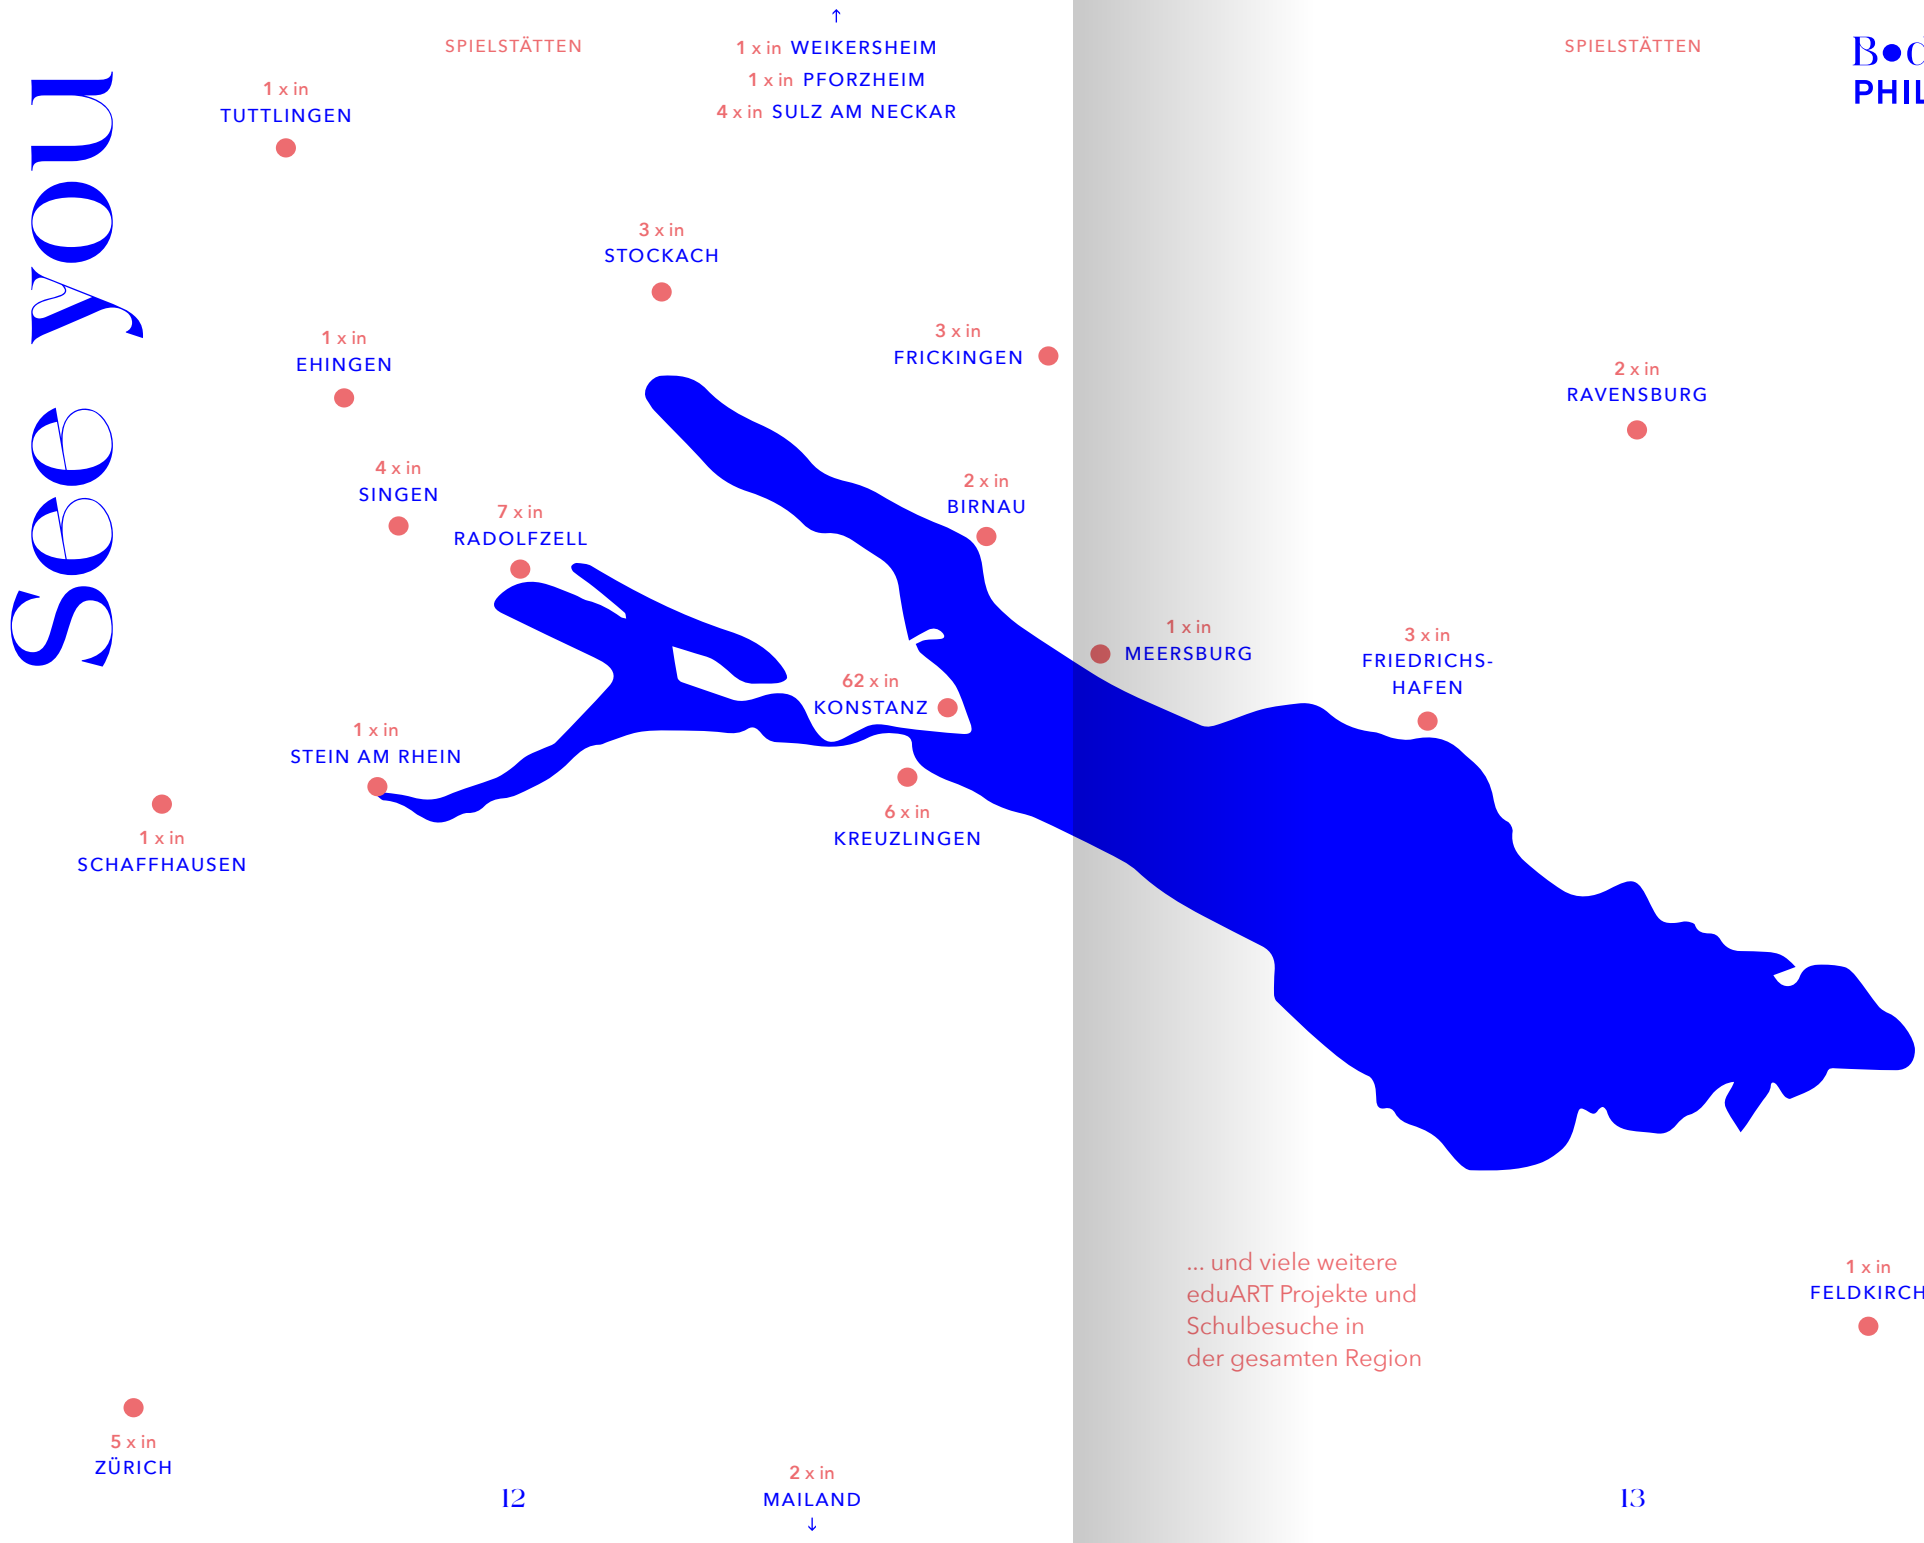 See you
SPIELSTÄTTEN
↑
1 x in WEIKERSHEIM
1 x in PFORZHEIM
4 x in SULZ AM NECKAR
1 x in
TUTTLINGEN
3 x in
STOCKACH
3 x in
FRICKINGEN
1 x in
EHINGEN
4 x in
SINGEN
7 x in
RADOLFZELL
2 x in
BIRNAU
62 x in
KONSTANZ
1 x in
STEIN AM RHEIN
1 x in
SCHAFFHAUSEN
6 x in
KREUZLINGEN
5 x in
ZÜRICH
2 x in
MAILAND
↓
12
SPIELSTÄTTEN
2 x in
RAVENSBURG
1 x in
MEERSBURG
3 x in
FRIEDRICHS-
HAFEN
... und viele weitere
eduART Projekte und
Schulbesuche in
der gesamten Region
1 x in
FELDKIRCH
13